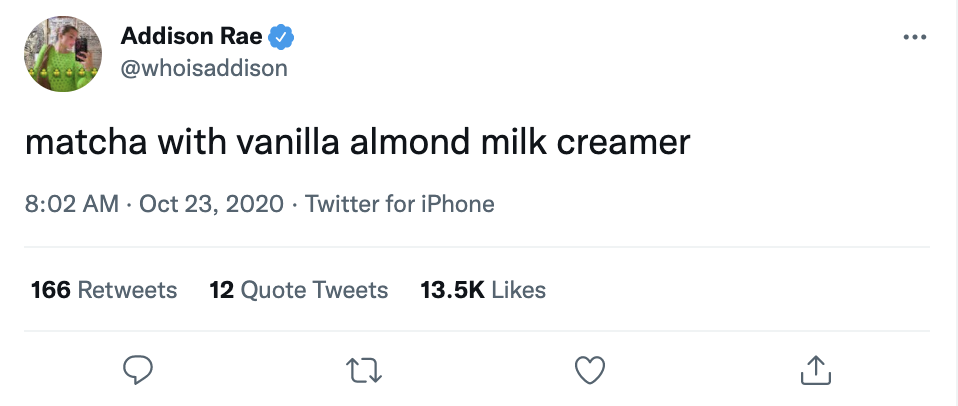 Addison Rae
@whoisaddison
matcha with vanilla almond milk creamer
8:02 AM · Oct 23, 2020 · Twitter for iPhone
166 Retweets 12 Quote Tweets 13.5K Likes